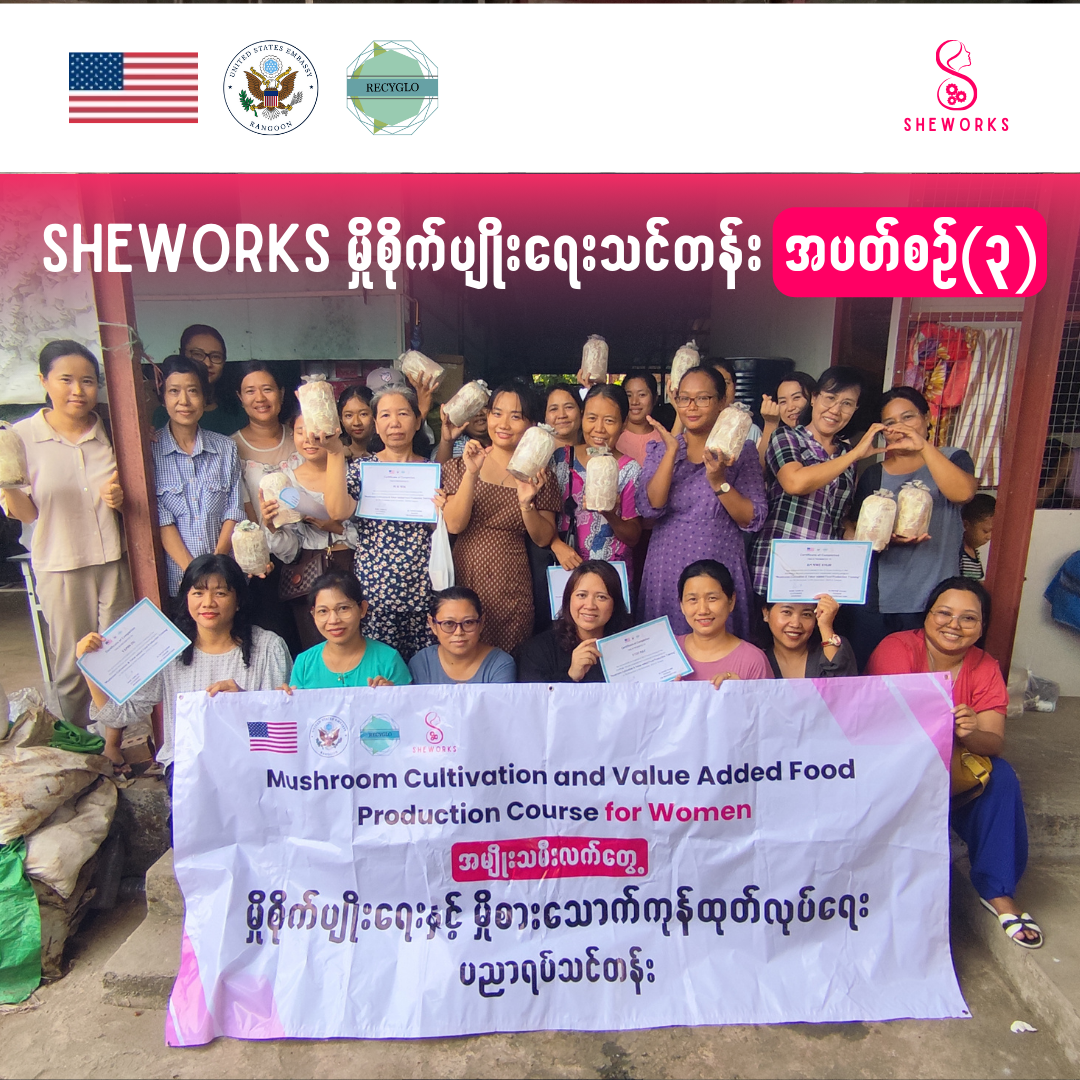 UNITED STATES EMBASSY
RANGOON
RECYGLO
SHEWORKS
SHEWORKS မှိုစိုက်ပျိုးရေးသင်တန်း အပတ်စဉ်(၃)
RECYGLO
SHEWORKS
Mushroom Cultivation and Value Added Food
Production Course for Women
အမျိုးသမီးလက်တွေ့
မှိုစိုက်ပျိုးရေးနှင့် မှိုစားသောက်ကုန်ထုတ်လုပ်ရေး
ပညာရပ်သင်တန်း